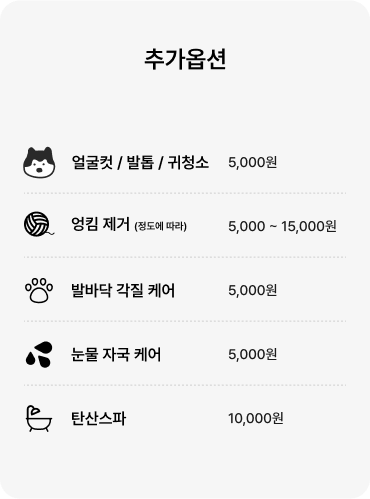 추가옵션
얼굴컷 / 발톱 / 귀청소 5,000원
엉킴 제거 (정도에 따라) 5,000 ~ 15,000원
발바닥 각질 케어 5,000원
눈물 자국 케어 5,000원
탄산스파 10,000원